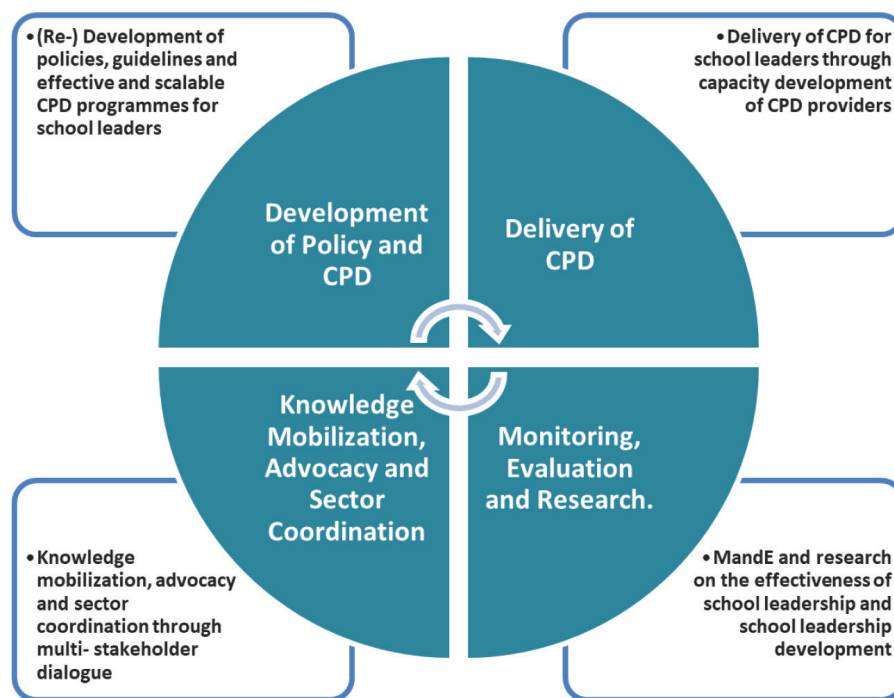 •(Re-) Development of
policies, guidelines and
effective and scalable
CPD programmes for
school leaders
•Delivery of CPD for
school leaders through
capacity development
of CPD providers
Development
of Policy and
CPD
Delivery of
CPD
Knowledge
Mobilization,
Advocacy and
Sector
Coordination
Monitoring,
Evaluation
and Research.
•Knowledge
mobilization, advocacy
and sector
coordination through
multi- stakeholder
dialogue
•MandE and research
on the effectiveness of
school leadership and
school leadership
development